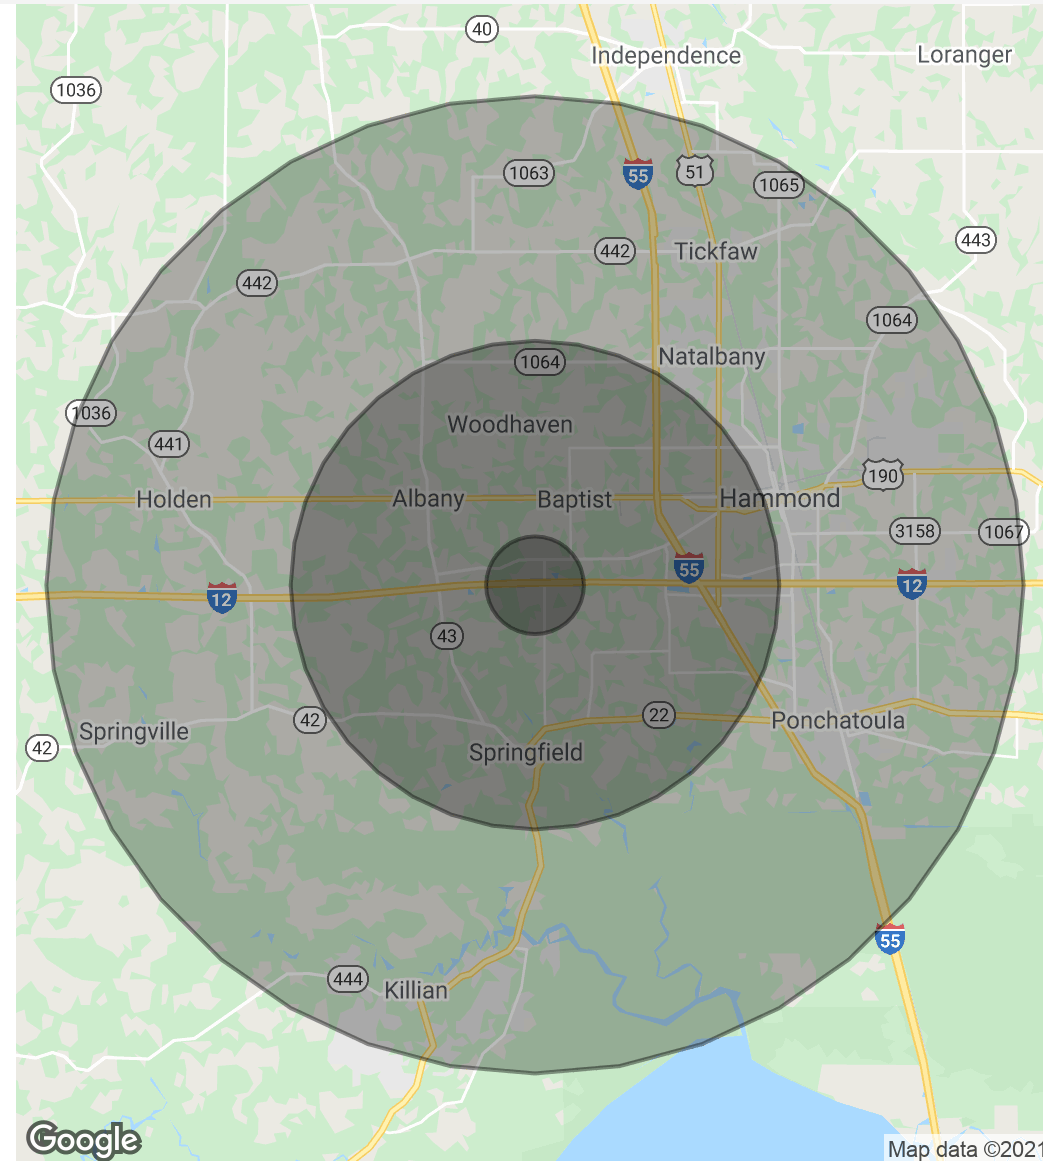 40
Independence
Loranger
1036
1063
55
51
1065
443
442
Tickfaw
442
1064
Natalbany
1064
1036
Woodhaven
441
190
Holden
Albany
Baptist
Hammond
3158
1067
55
12
12
43
42
22
Ponchatoula
Springville
42
Springfield
55
444
Killian
Google
Map data ©2021